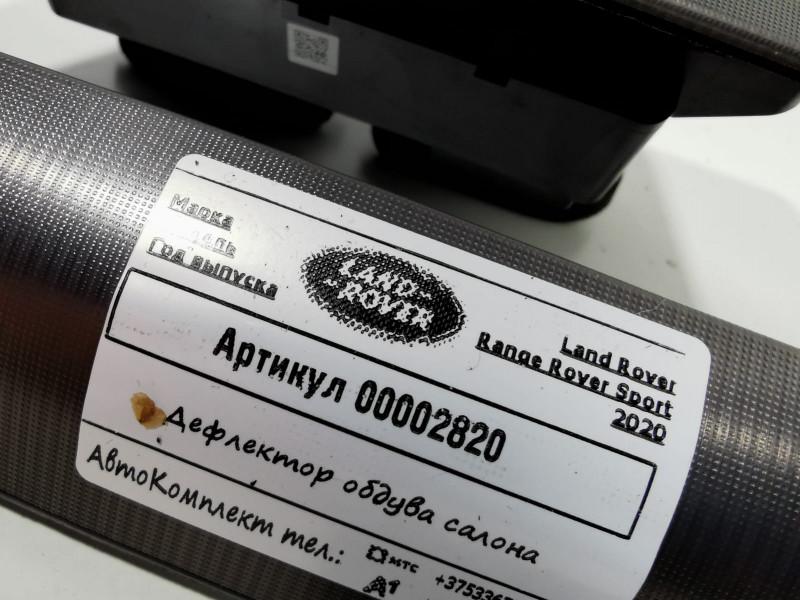 Марка
Год выпуска
LAND-
-ROVER
Land Rover
Range Rover Sport
2020
Артикул 00002820
Дефлектор обдува салона
АвтоКомплект тел.:
мтс
A1